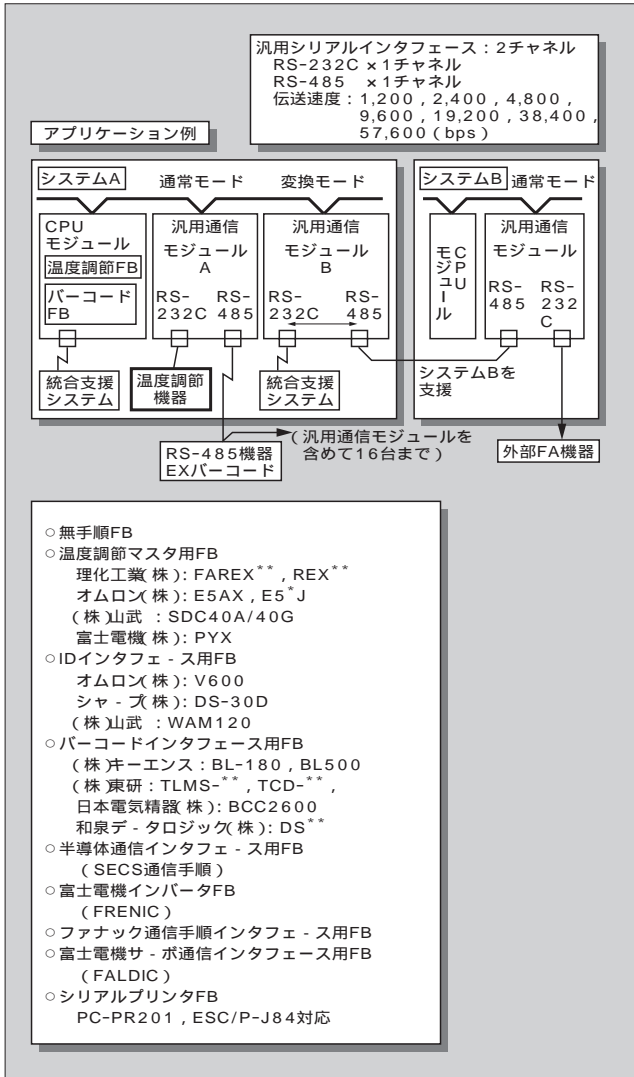 汎用シリアルインタフェース：2チャネル
RS-232C ×1チャネル
RS-485 ×1チャネル
伝送速度：1,200，2,400，4,800，
9,600，19,200，38,400，
57,600（bps）
アプリケーション例
システムA
通常モード
変換モード
CPU
モジュール
温度調節FB
バーコード
FB
汎用通信
モジュール
A
RS-
232C
RS-
485
汎用通信
モジュール
B
RS-
232C
RS-
485
統合支援
システム
温度調節
機器
統合支援
システム
システムB
通常モード
CPU
モジュール
汎用通信
モジュール
RS-
485
RS-
232
C
システムBを
支援
RS-485機器
EXバーコード
（汎用通信モジュールを
含めて16台まで）
外部FA機器
○無手順FB
○温度調節マスタ用FB
理化工業(株)：FAREX**，REX**
オムロン(株)：E5AX，E5*J
(株)山武：SDC40A/40G
富士電機(株)：PYX
○IDインタフェ-ス用FB
オムロン(株)：V600
シャ-プ(株)：DS-30D
(株)山武：WAM120
○バーコードインタフェース用FB
(株)キーエンス：BL-180，BL500
(株)東研：TLMS-**，TCD-**，
日本電気精器(株)：BCC2600
和泉デ-タロジック(株)：DS**
○半導体通信インタフェ-ス用FB
（SECS通信手順）
○富士電機インバータFB
（FRENIC）
○ファナック通信手順インタフェ-ス用FB
○富士電機サ-ボ通信インタフェース用FB
（FALDIC）
○シリアルプリンタFB
PC-PR201，ESC/P-J84対応